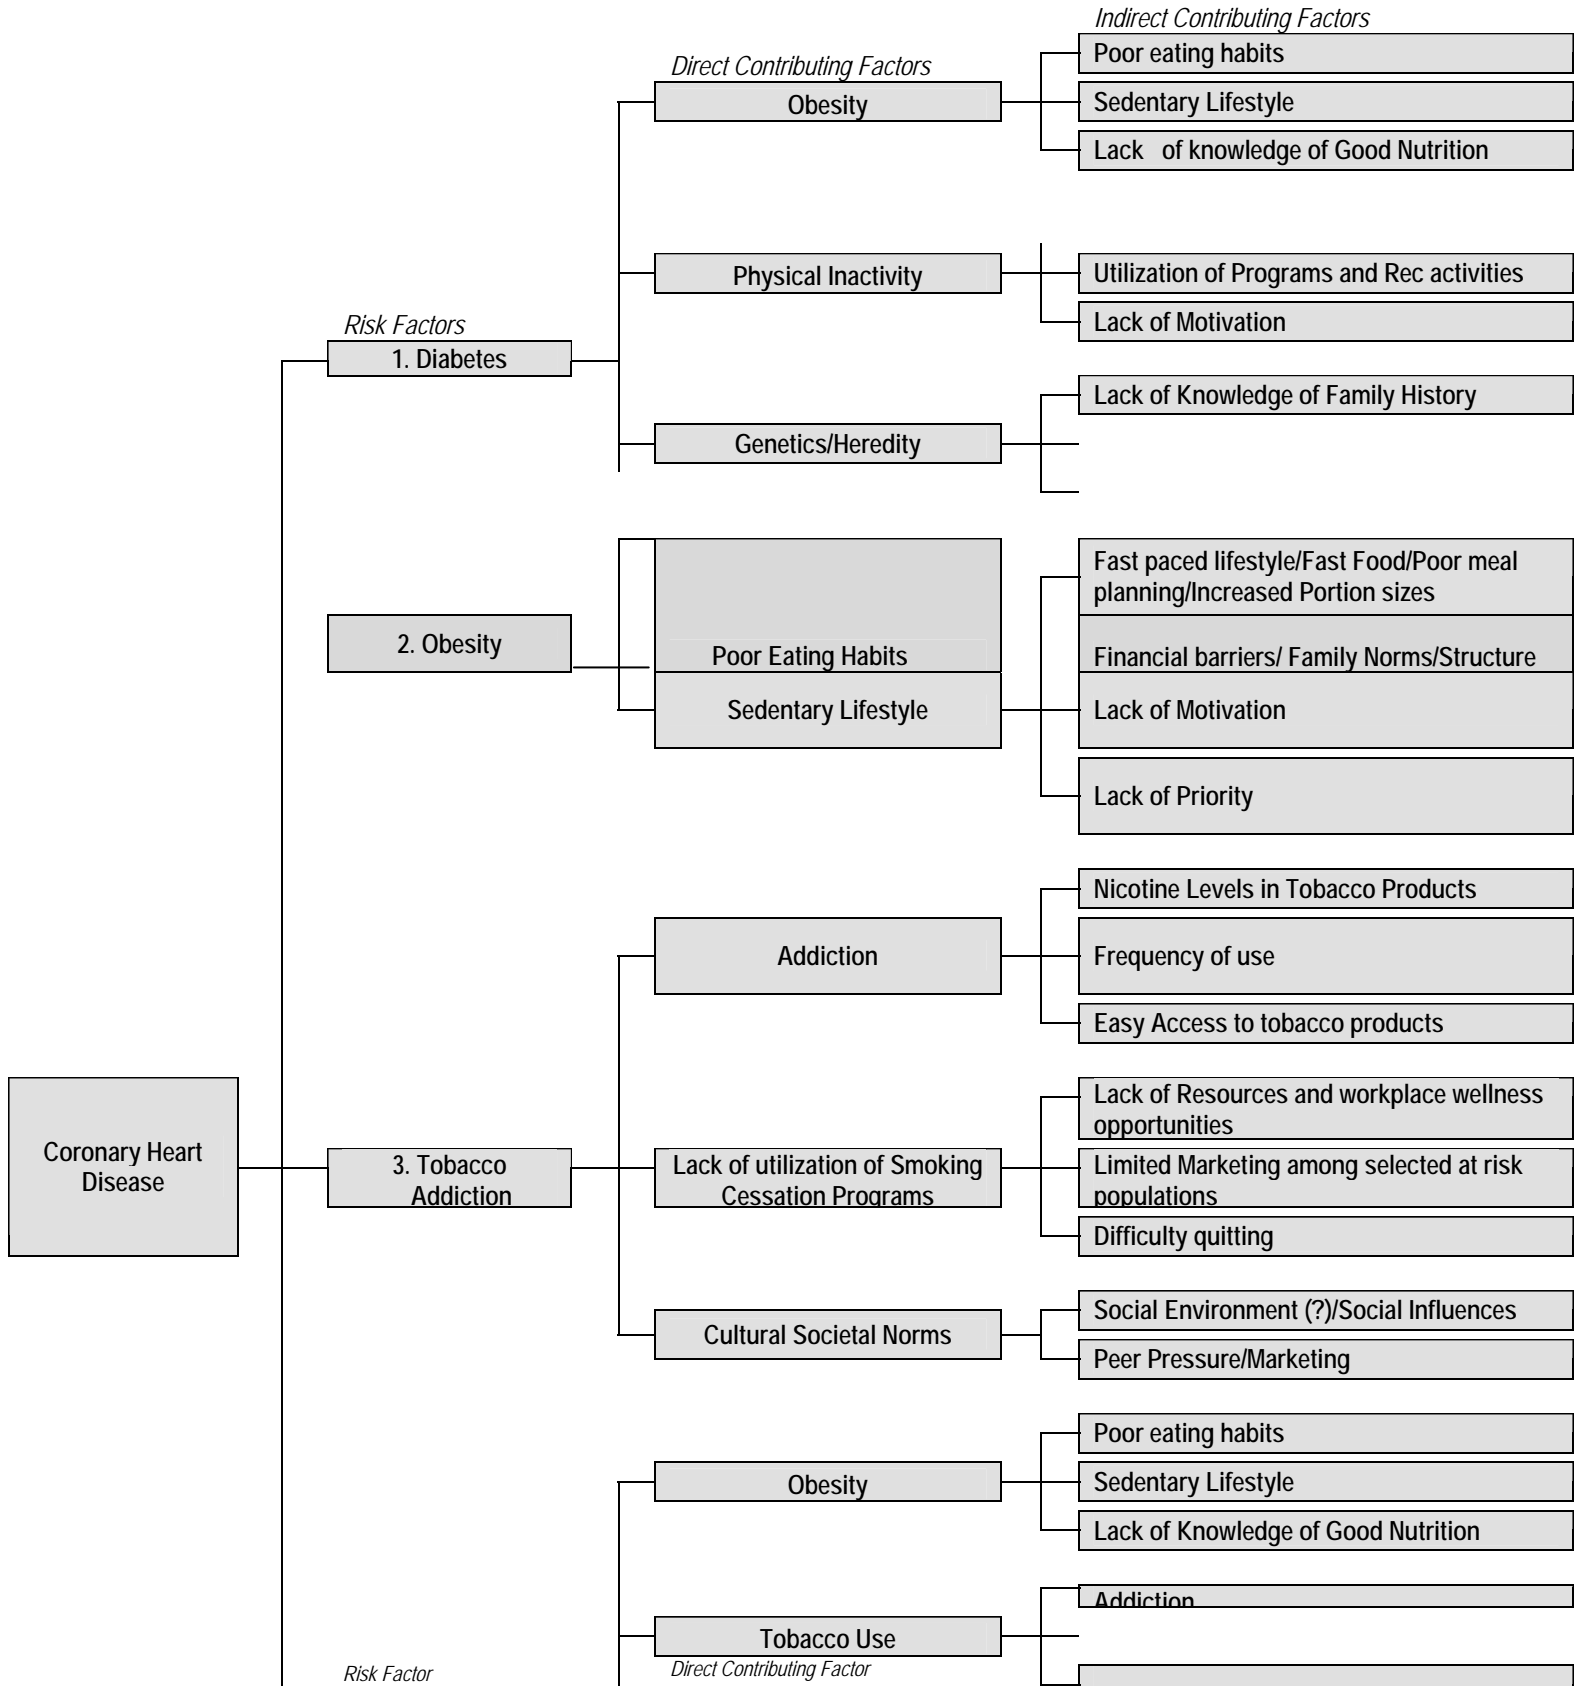 Indirect Contributing Factors
Poor eating habits
Direct Contributing Factors
Obesity
Sedentary Lifestyle
Lack of knowledge of Good Nutrition
Physical Inactivity
Utilization of Programs and Rec activities
Risk Factors
Lack of Motivation
1. Diabetes
Lack of Knowledge of Family History
Genetics/Heredity
Fast paced lifestyle/Fast Food/Poor meal
planning/Increased Portion sizes
2. Obesity
Poor Eating Habits
Financial barriers/ Family Norms/Structure
Sedentary Lifestyle
Lack of Motivation
Lack of Priority
Nicotine Levels in Tobacco Products
Addiction
Frequency of use
Easy Access to tobacco products
Lack of Resources and workplace wellness
opportunities
Coronary Heart
Disease
3. Tobacco
Addiction
Lack of utilization of Smoking
Cessation Programs
Limited Marketing among selected at risk
populations
Difficulty quitting
Social Environment (?)/Social Influences
Cultural Societal Norms
Peer Pressure/Marketing
Poor eating habits
Obesity
Sedentary Lifestyle
Lack of Knowledge of Good Nutrition
Addiction
Tobacco Use
Risk Factor
Direct Contributing Factor